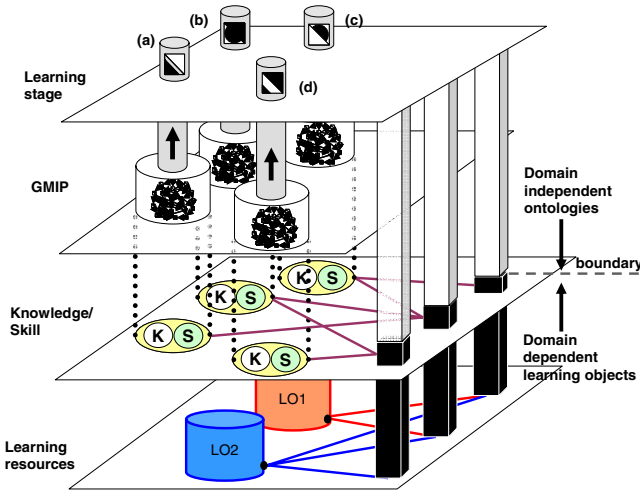 (b)
(c)
(a)
(d)
Learning
stage
GMIP
Domain
independent
ontologies
boundary
K S
K S
K S
K S
Knowledge/
Skill
Domain
dependent
learning objects
LO1
LO2
Learning
resources